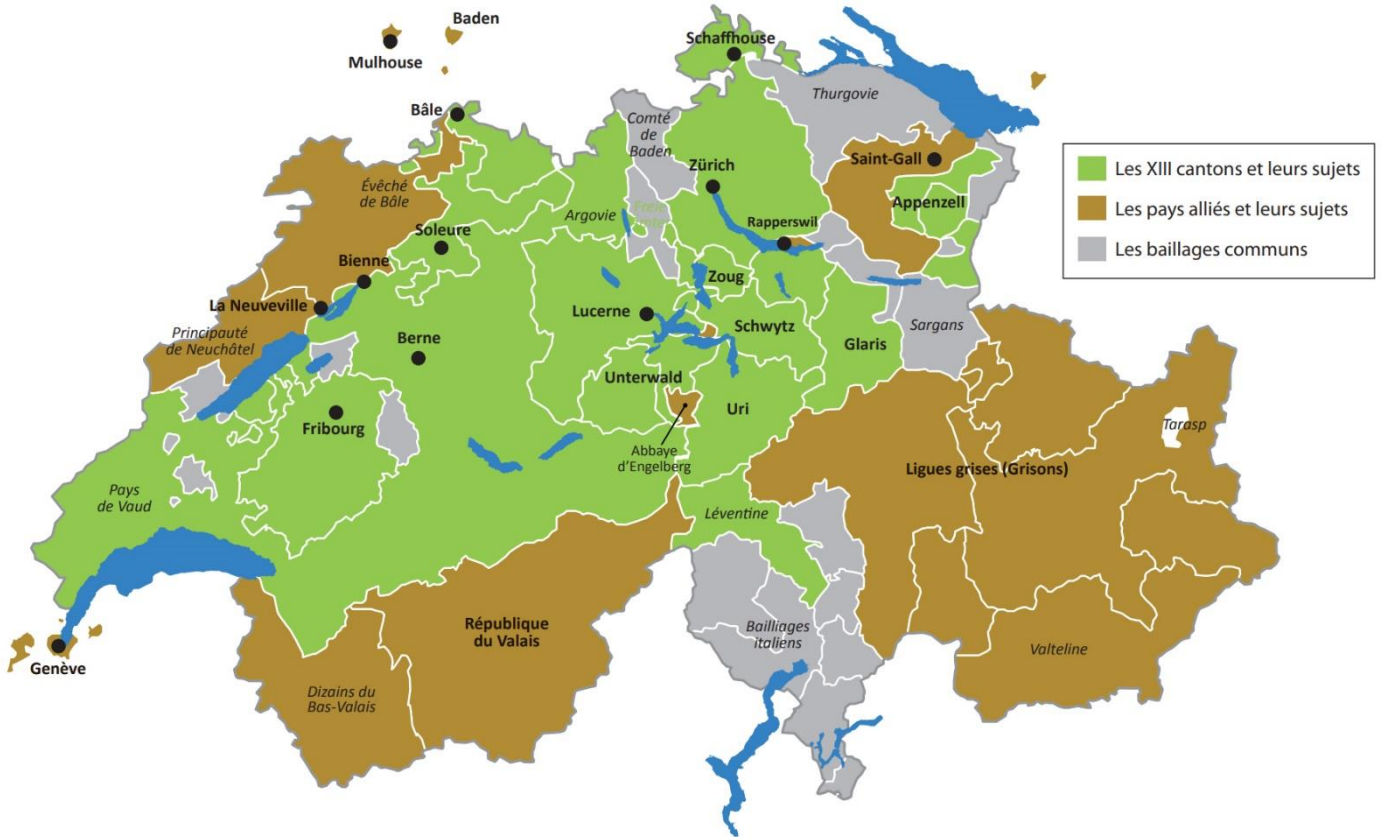 Baden
Mulhouse
Schaffhouse
Bâle
Thurgovie
Comté
de
Baden
Saint-Gall
Zürich
Évêché
de Bâle
Appenzell
Argovie
Freie
Rapperswil
Soleure
Bienne
Zoug
La Neuveville
Lucerne
Schwytz
Sargans
Principauté
de Neuchâtel
Berne
Glaris
Unterwald
Uri
Tarasp
Fribourg
Abbaye
d'Engelberg
Ligues grises (Grisons)
Pays
de Vaud
Léventine
République
du Valais
Bailliages
italiens
Valteline
Genève
Dizains du
Bas-Valais
Les XIII cantons et leurs sujets
Les pays alliés et leurs sujets
Les baillages communs